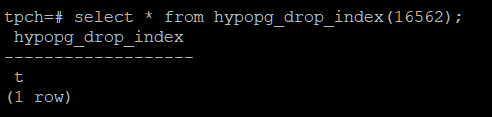 tpch=# select * from hypopg_drop_index(16562);
 hypopg_drop_index
-------------------
 t
(1 row)